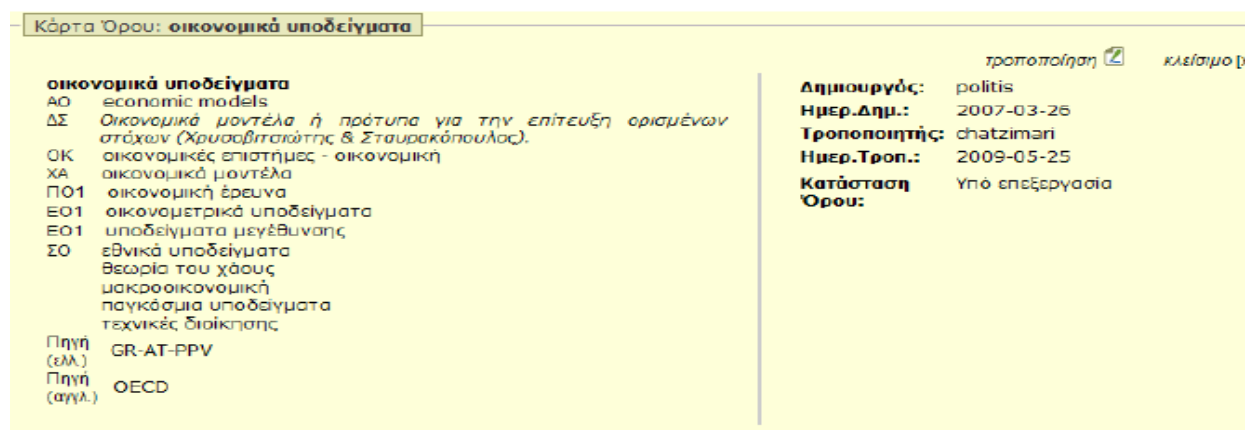 Κάρτα Όρου: οικονομικά υποδείγματα
τροποποίηση κλείσιμο [x
οικονομικά υποδείγματα
ΑΟ economic models
ΔΣ Οικονομικά μοντέλα ή πρότυπα για την επίτευξη ορισμένων
στόχων (Χρυσοβιτσιώτης & Σταυρακόπουλος).
ΟΚ οικονομικές επιστήμες - οικονομική
ΧΑ οικονομικά μοντέλα
ΠΟ1 οικονομική έρευνα
ΕΟ1 οικονομετρικά υποδείγματα
ΕΟ1 υποδείγματα μεγέθυνσης
ΣΟ εθνικά υποδείγματα
θεωρία του χάους
μακροοικονομική
παγκόσμια υποδείγματα
τεχνικές διοίκησης
Πηγή
(ελλ.) GR-AT-PPV
Πηγή
(αγγλ.) OECD
Δημιουργός: politis
Ημερ.Δημ.: 2007-03-26
Τροποποιητής: chatzimari
Ημερ.Τροπ.: 2009-05-25
Κατάσταση Υπό επεξεργασία
Όρου: